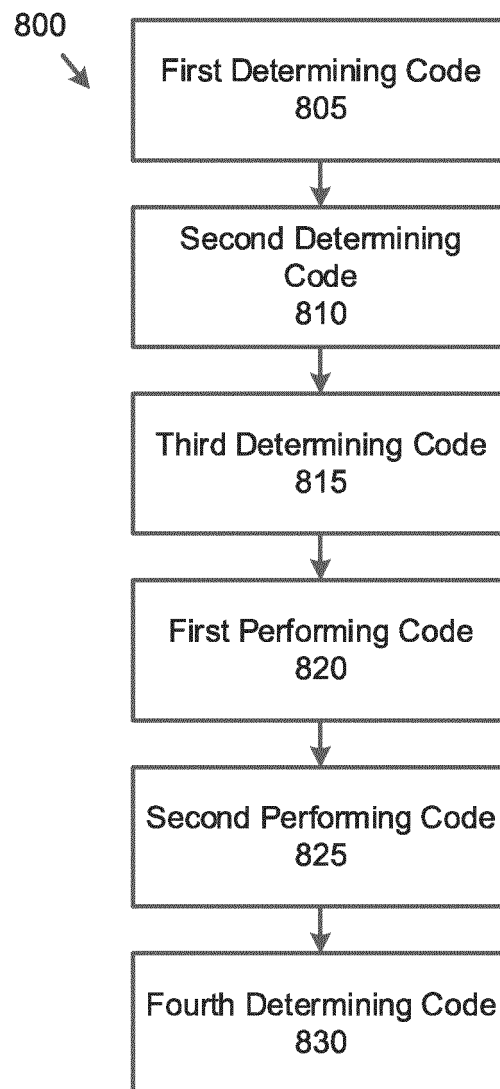 800
First Determining Code
805
Second Determining
Code
810
Third Determining Code
815
First Performing Code
820
Second Performing Code
825
Fourth Determining Code
830